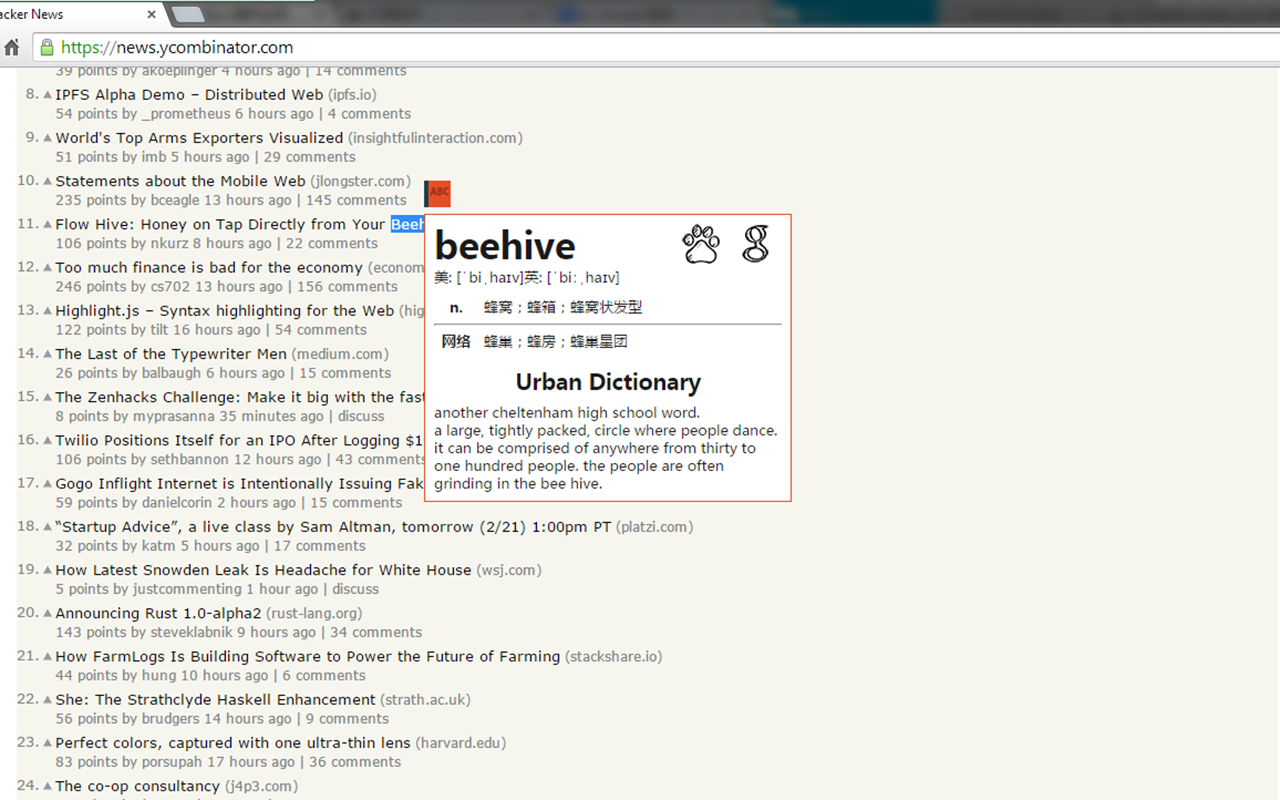 acker News
https://news.ycombinator.com
39 points by akoeplinger 4 hours ago | 14 comments
8. IPFS Alpha Demo – Distributed Web (ipfs.io)
54 points by _prometheus 6 hours ago | 4 comments
9. World's Top Arms Exporters Visualized (insightfulinteraction.com)
51 points by imb 5 hours ago | 29 comments
10. Statements about the Mobile Web (jlongster.com)
235 points by bceagle 13 hours ago | 145 comments
ABC
11. Flow Hive: Honey on Tap Directly from Your Beeh
106 points by nkurz 8 hours ago | 22 comments
12. Too much finance is bad for the economy (econom
246 points by cs702 13 hours ago | 156 comments
13. Highlight.js – Syntax highlighting for the Web (hig
122 points by tilt 16 hours ago | 54 comments
14. The Last of the Typewriter Men (medium.com)
26 points by balbaugh 6 hours ago | 15 comments
15. The Zenhacks Challenge: Make it big with the fast
8 points by myprasanna 35 minutes ago | discuss
16. Twilio Positions Itself for an IPO After Logging $1
106 points by sethbannon 12 hours ago | 43 comments
17. Gogo Inflight Internet is Intentionally Issuing Fak
59 points by danielcorin 2 hours ago | 15 comments
beehive
g
美: [ˈbiˌhaɪv]英: [ˈbiːˌhaɪv]
n. 蜂窝；蜂箱；蜂窝状发型
网络 蜂巢；蜂房；蜂巢星团
Urban Dictionary
another cheltenham high school word.
a large, tightly packed, circle where people dance.
it can be comprised of anywhere from thirty to
one hundred people. the people are often
grinding in the bee hive.
18. “Startup Advice”, a live class by Sam Altman, tomorrow (2/21) 1:00pm PT (platzi.com)
32 points by katm 5 hours ago | 17 comments
19. How Latest Snowden Leak Is Headache for White House (wsj.com)
5 points by justcommenting 1 hour ago | discuss
20. Announcing Rust 1.0-alpha2 (rust-lang.org)
143 points by steveklabnik 9 hours ago | 34 comments
21. How FarmLogs Is Building Software to Power the Future of Farming (stackshare.io)
44 points by hung 10 hours ago | 6 comments
22. She: The Strathclyde Haskell Enhancement (strath.ac.uk)
56 points by brudgers 14 hours ago | 9 comments
23. Perfect colors, captured with one ultra-thin lens (harvard.edu)
83 points by porsupah 17 hours ago | 36 comments
24. The co-op consultancy (j4p3.com)